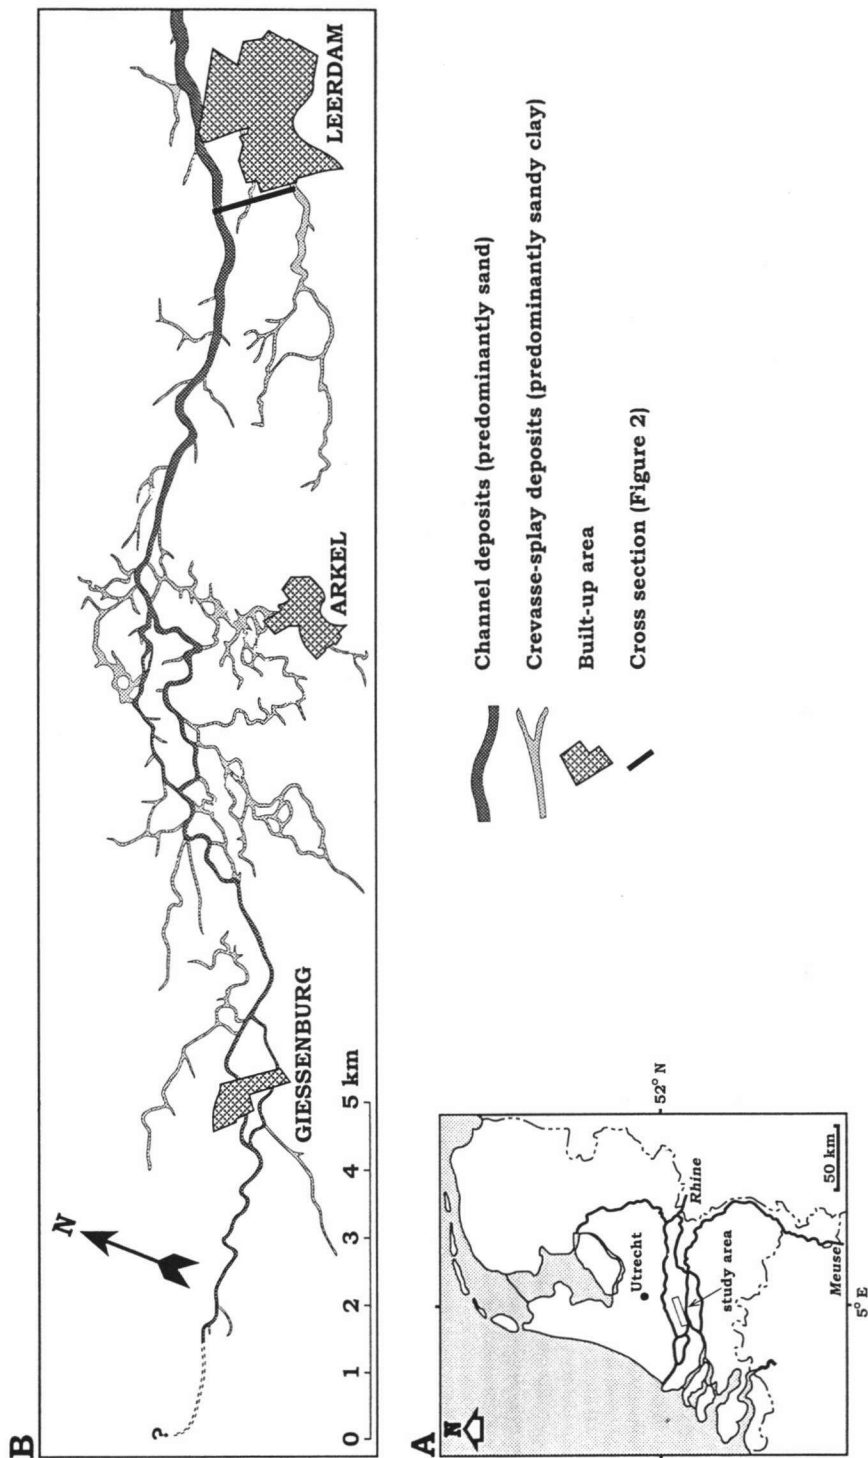 B
LEERDAM
ARKEL
GIESSENBURG
N
?
0 1 2 3 4 5 km
Channel deposits (predominantly sand)
Crevasse-splay deposits (predominantly sandy clay)
Built-up area
Cross section (Figure 2)
A
N
52° N
Utrecht
Rhine
study area
Meuse
50 km
5° E